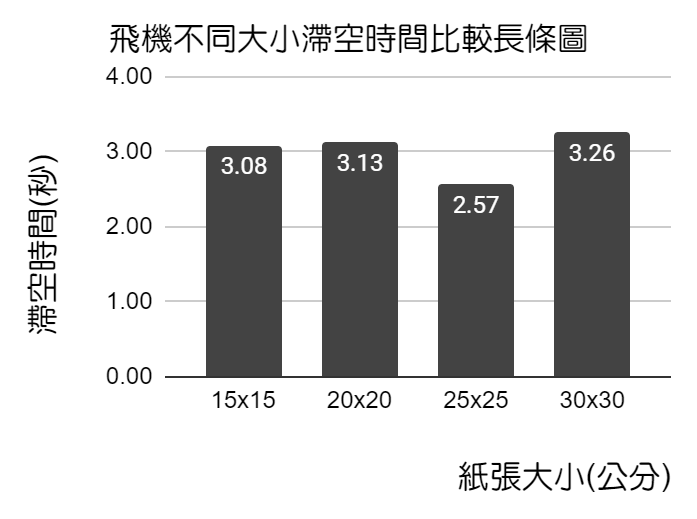 飛機不同大小滯空時間比較長條圖
4.00
3.00
2.00
1.00
0.00
滯空時間(秒)
3.08
3.13
2.57
3.26
15x15
20x20
25x25
30x30
紙張大小(公分)